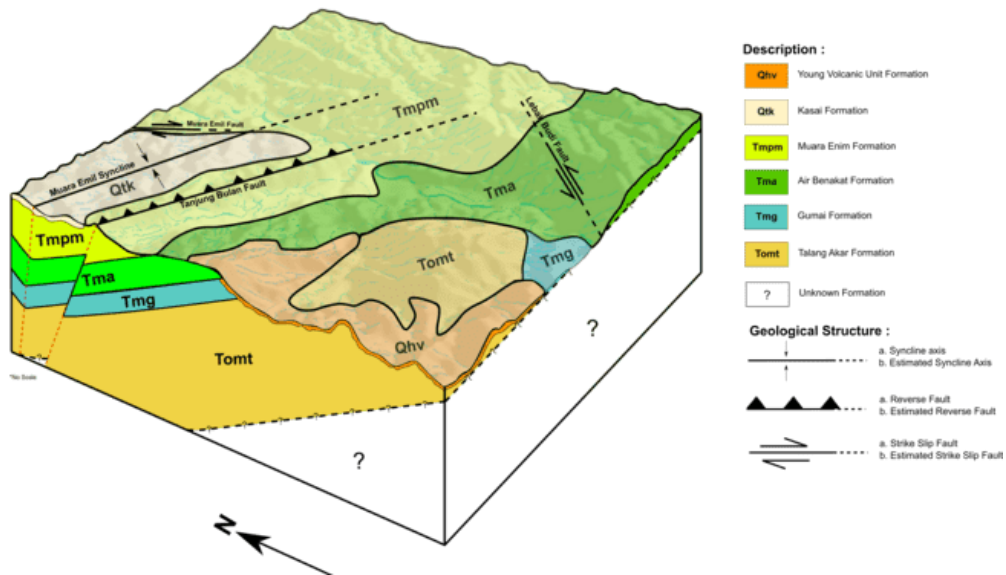 Tmpm
Muara Emil Fault
Lebak Budi Fault
Muara Emil Syncline
Qtk
Tanjung Bulan Fault
Tma
Tmpm
Tma
Tmg
Tomt
Tmg
Qhv
Tomt
?
?
?
*No Scale
N
Description :
Qhv Young Volcanic Unit Formation
Qtk Kasai Formation
Tmpm Muara Enim Formation
Tma Air Benakat Formation
Tmg Gumai Formation
Tomt Talang Akar Formation
? Unknown Formation
Geological Structure :
a. Syncline axis
b. Estimated Syncline Axis
a. Reverse Fault
b. Estimated Reverse Fault
a. Strike Slip Fault
b. Estimated Strike Slip Fault